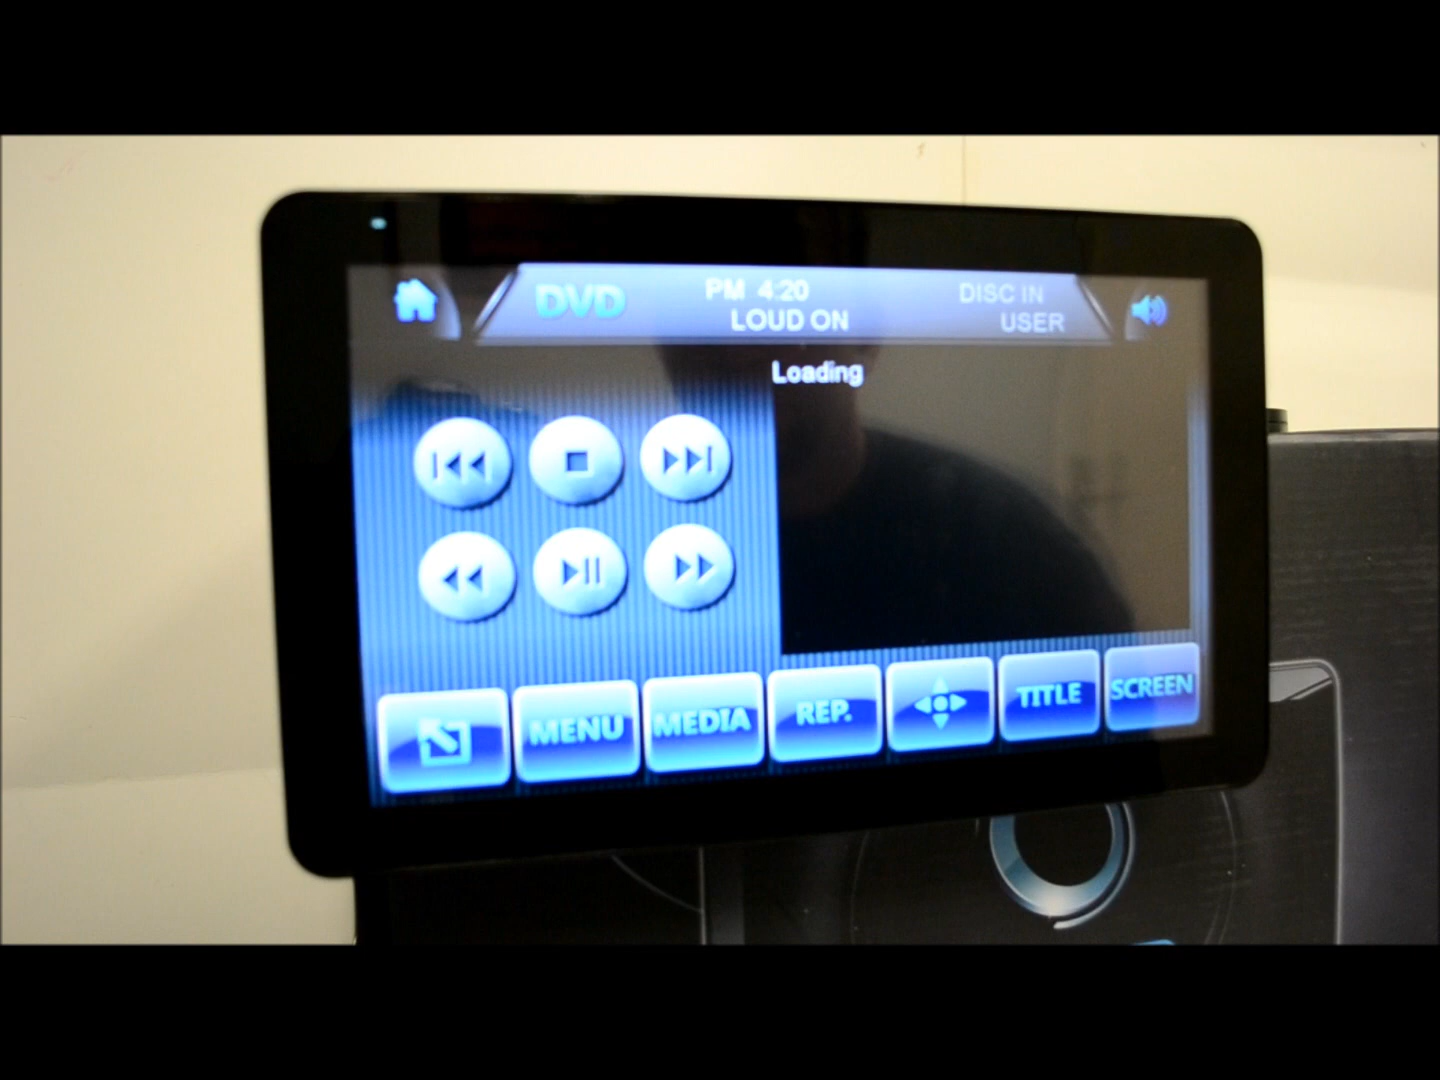 DVD
PM 4:20
DISC IN
LOUD ON
USER
Loading
MENU
MEDIA
REP.
TITLE
SCREEN